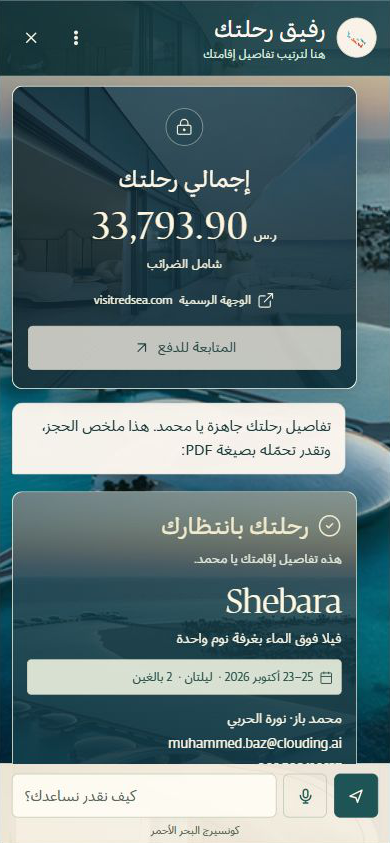 رفيق رحلتك
هنا لترتيب تفاصيل إقامتك
إجمالي رحلتك
33,793.90 ر.س
شامل الضرائب
الوجهة الرسمية visitredsea.com
المتابعة للدفع
تفاصيل رحلتك جاهزة يا محمد. هذا ملخص الحجز،
وتقدر تحمّله بصيغة PDF:
رحلتك بانتظارك
هذه تفاصيل إقامتك يا محمد.
Shebara
فيلا فوق الماء بغرفة نوم واحدة
23–25 أكتوبر 2026 · ليلتان · 2 بالغين
محمد باز· نورة الحربي
muhammed.baz@clouding.ai
كيف نقدر نساعدك؟
كونسيرج البحر الأحمر